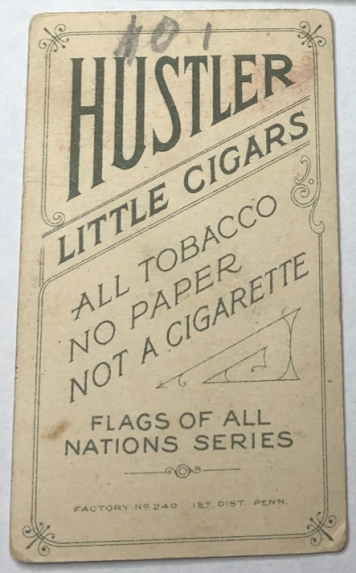 401
HUSTLER
LITTLE CIGARS
ALL TOBACCO
NO PAPER
NOT A CIGARETTE
FLAGS OF ALL
NATIONS SERIES
FACTORY NO. 240 1ST. DIST. PENN.